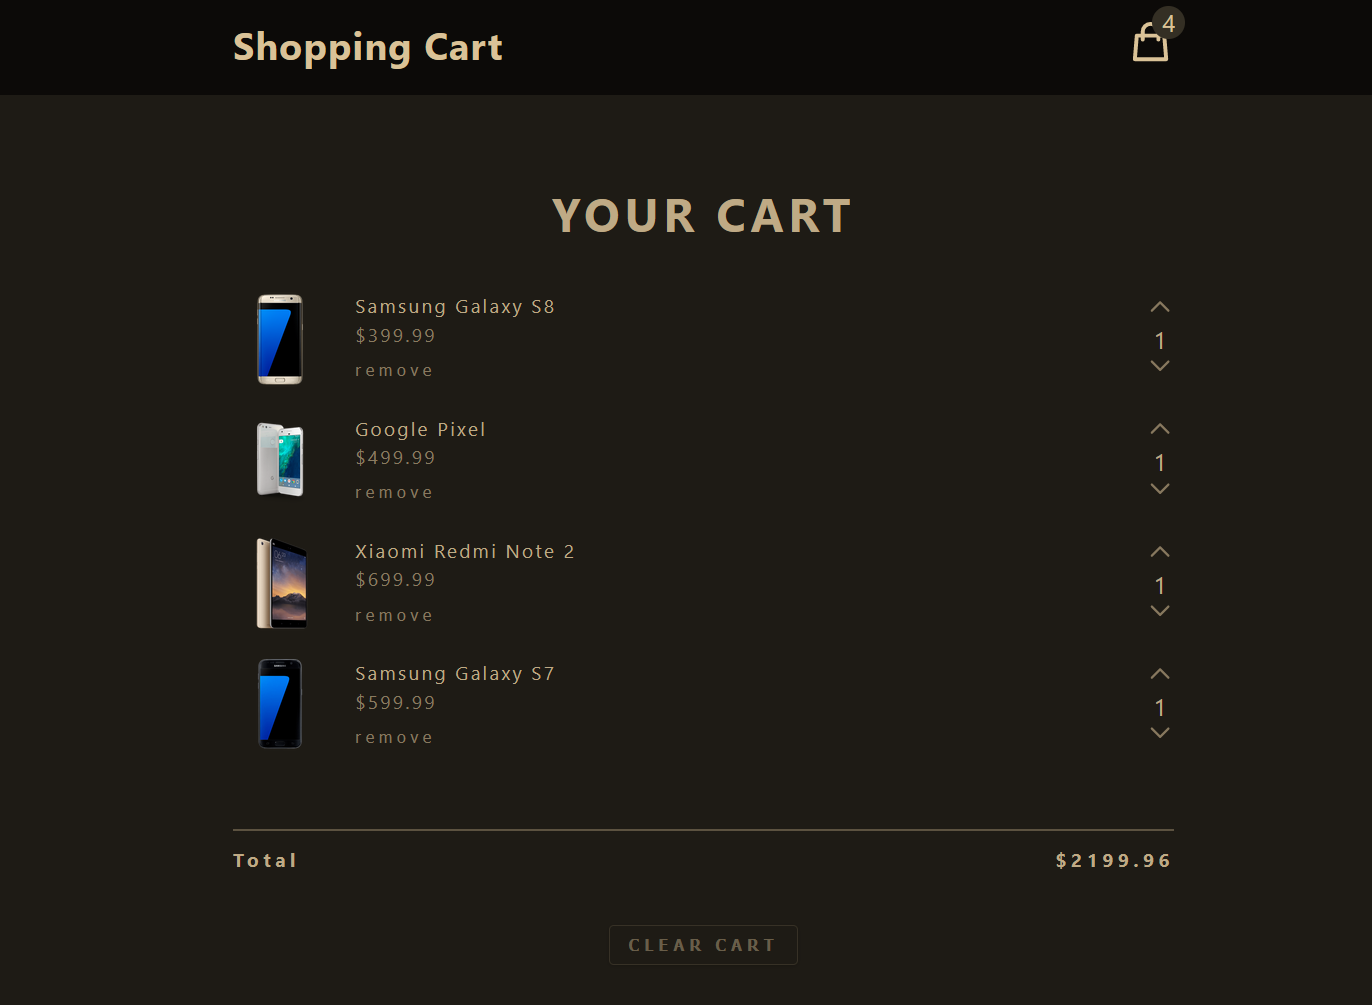 Shopping Cart
4
YOUR CART
Samsung Galaxy S8
$399.99
remove
1
Google Pixel
$499.99
remove
1
Xiaomi Redmi Note 2
$699.99
remove
1
Samsung Galaxy S7
$599.99
remove
1
Total
$2199.96
CLEAR CART